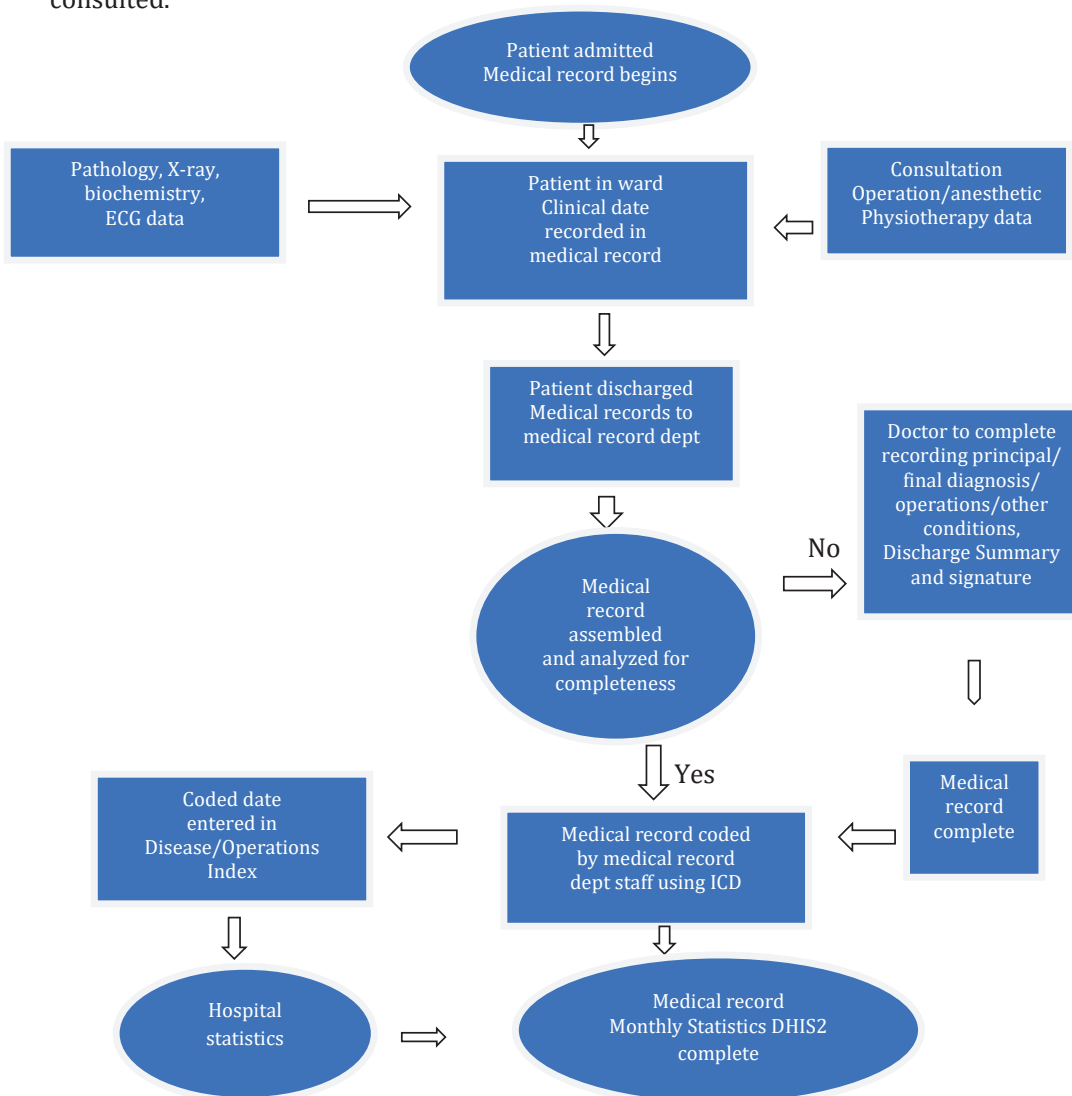 consulted.
Patient admitted
Medical record begins
Pathology, X-ray,
biochemistry,
ECG data
Patient in ward
Clinical date
recorded in
medical record
Consultation
Operation/anesthetic
Physiotherapy data
Patient discharged
Medical records to
medical record dept
Doctor to complete
recording principal/
final diagnosis/
operations/other
conditions,
Discharge Summary
and signature
No
Medical
record
assembled
and analyzed for
completeness
Yes
Medical
record
complete
Medical record coded
by medical record
dept staff using ICD
Coded date
entered in
Disease/Operations
Index
Hospital
statistics
Medical record
Monthly Statistics DHIS2
complete